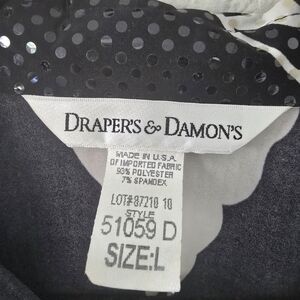 DRAPER'S & DAMON'S
MADE IN U.S.A.
OF IMPORTED FABRIC
93% POLYESTER
7% SPANDEX
LOT#87210 10
STYLE
51059 D
SIZE:L